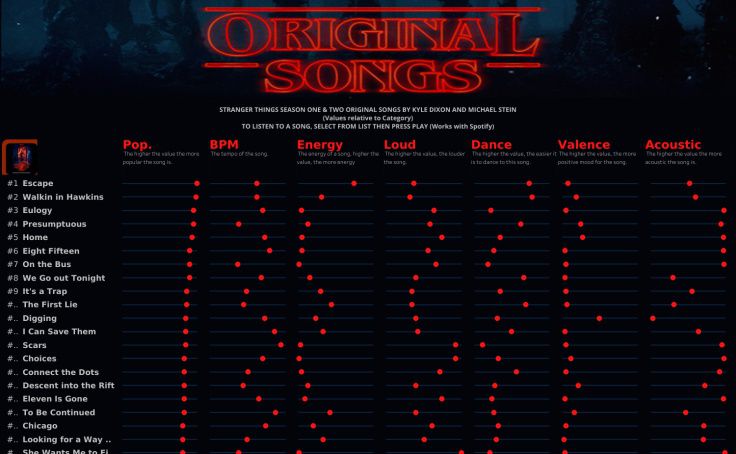 ORIGINAL
SONGS
STRANGER THINGS SEASON ONE & TWO ORIGINAL SONGS BY KYLE DIXON AND MICHAEL STEIN
(Values relative to Category)
TO LISTEN TO A SONG, SELECT FROM LIST THEN PRESS PLAY (Works with Spotify)
Pop. BPM Energy Loud Dance Valence Acoustic
The higher the value the more The tempo of the song. The energy of a song, the higher the The higher the value, the louder The higher the value, the easier it The higher the value, the more The higher the value the more
popular the song is. value, the more energy the song. is to dance to this song. positive mood for the song. acoustic the song is.
#1 Escape
#2 Walkin in Hawkins
#3 Eulogy
#4 Presumptuous
#5 Home
#6 Eight Fifteen
#7 On the Bus
#8 We Go out Tonight
#9 It's a Trap
#.. The First Lie
#.. Digging
#.. I Can Save Them
#.. Scars
#.. Choices
#.. Connect the Dots
#.. Descent into the Rift
#.. Eleven Is Gone
#.. To Be Continued
#.. Chicago
#.. Looking for a Way ..
#.. She Wants Me to Fi..